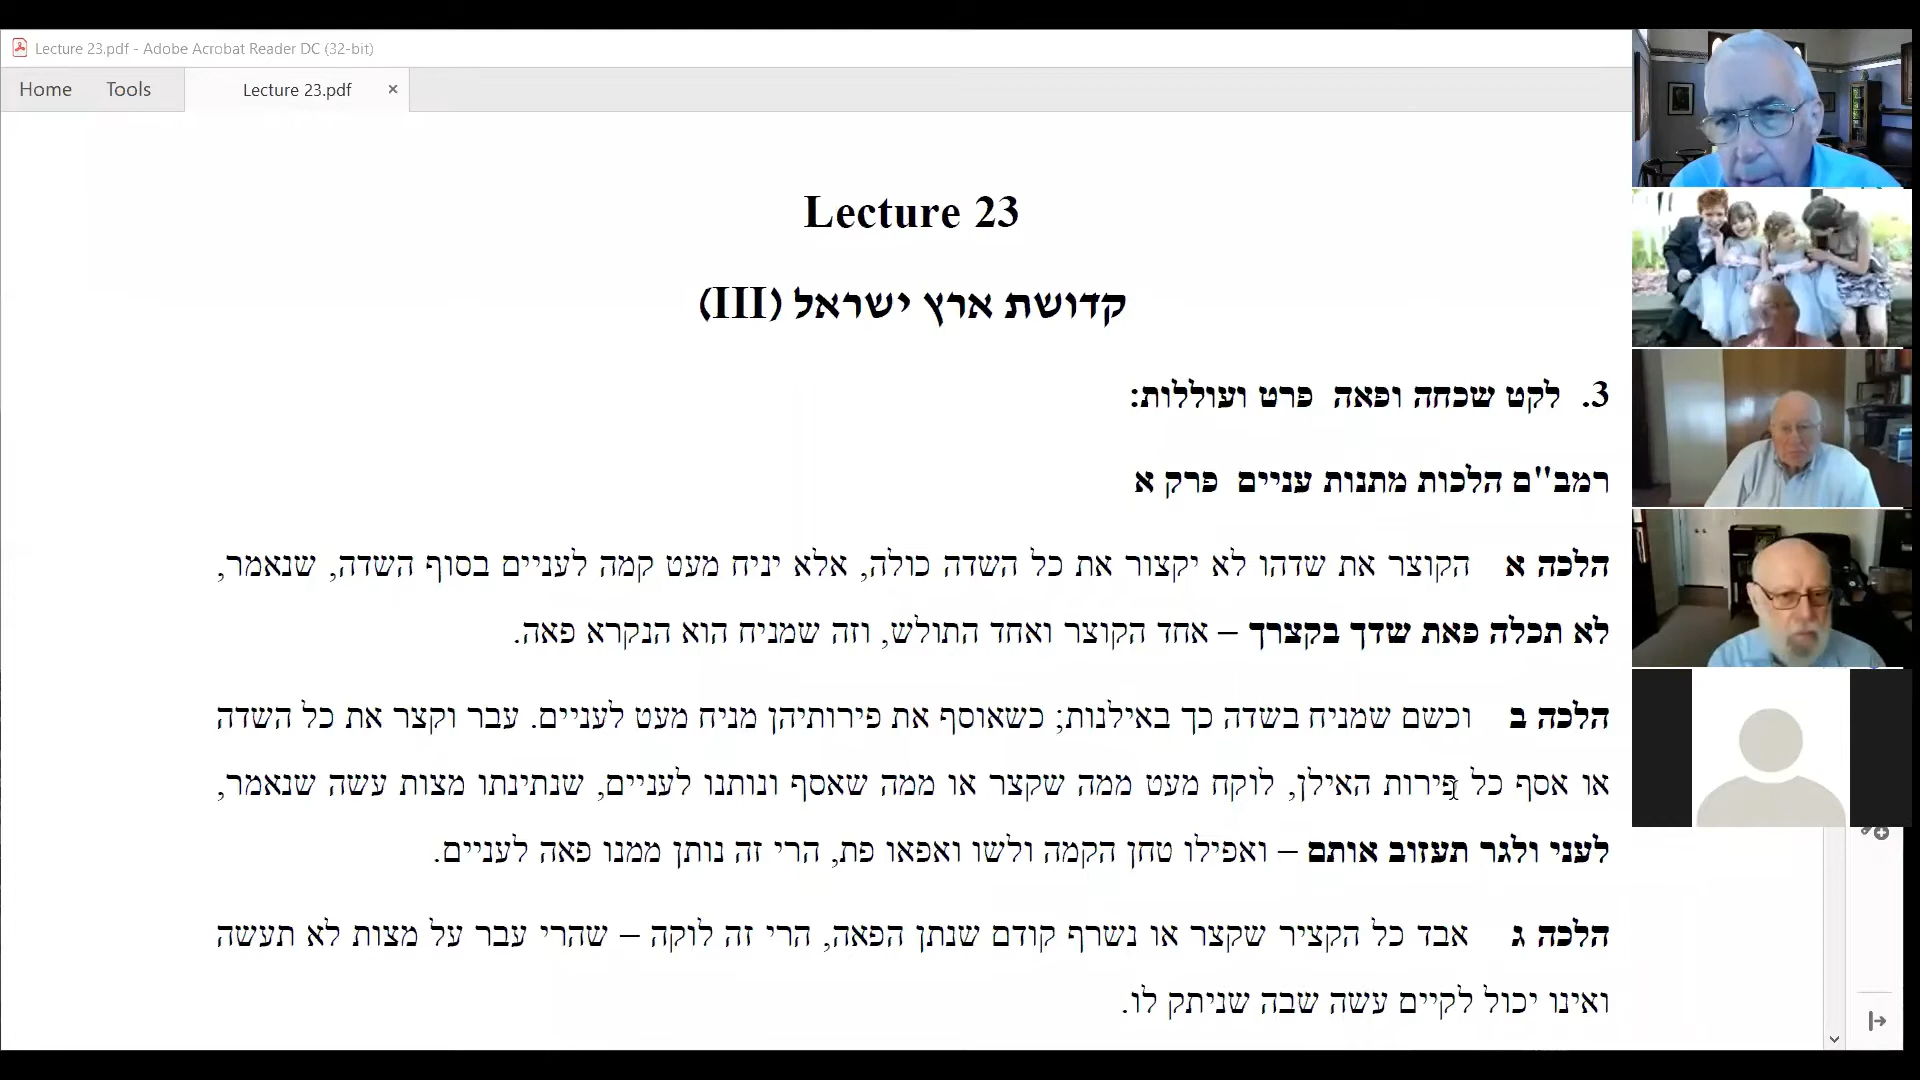 Lecture 23.pdf - Adobe Acrobat Reader DC (32-bit)
Home Tools Lecture 23.pdf ×
Lecture 23
קדושת ארץ ישראל (III)
3. לקט שכחה ופאה פרט ועוללות:
רמב"ם הלכות מתנות עניים פרק א
הלכה א הקוצר את שדהו לא יקצור את כל השדה כולה, אלא יניח מעט קמה לעניים בסוף השדה, שנאמר,
לא תכלה פאת שדך בקצרך – אחד הקוצר ואחד התולש, וזה שמניח הוא הנקרא פאה.
הלכה ב וכשם שמניח בשדה כך באילנות; כשאוסף את פירותיהן מניח מעט לעניים. עבר וקצר את כל השדה
או אסף כל פירות האילן, לוקח מעט ממה שקצר או ממה שאסף ונותנו לעניים, שנתינתו מצות עשה שנאמר,
לעני ולגר תעזוב אותם – ואפילו טחן הקמה ולשו ואפאו פת, הרי זה נותן ממנו פאה לעניים.
הלכה ג אבד כל הקציר שקצר או נשרף קודם שנתן הפאה, הרי זה לוקה – שהרי עבר על מצות לא תעשה
ואינו יכול לקיים עשה שבה שניתק לו.